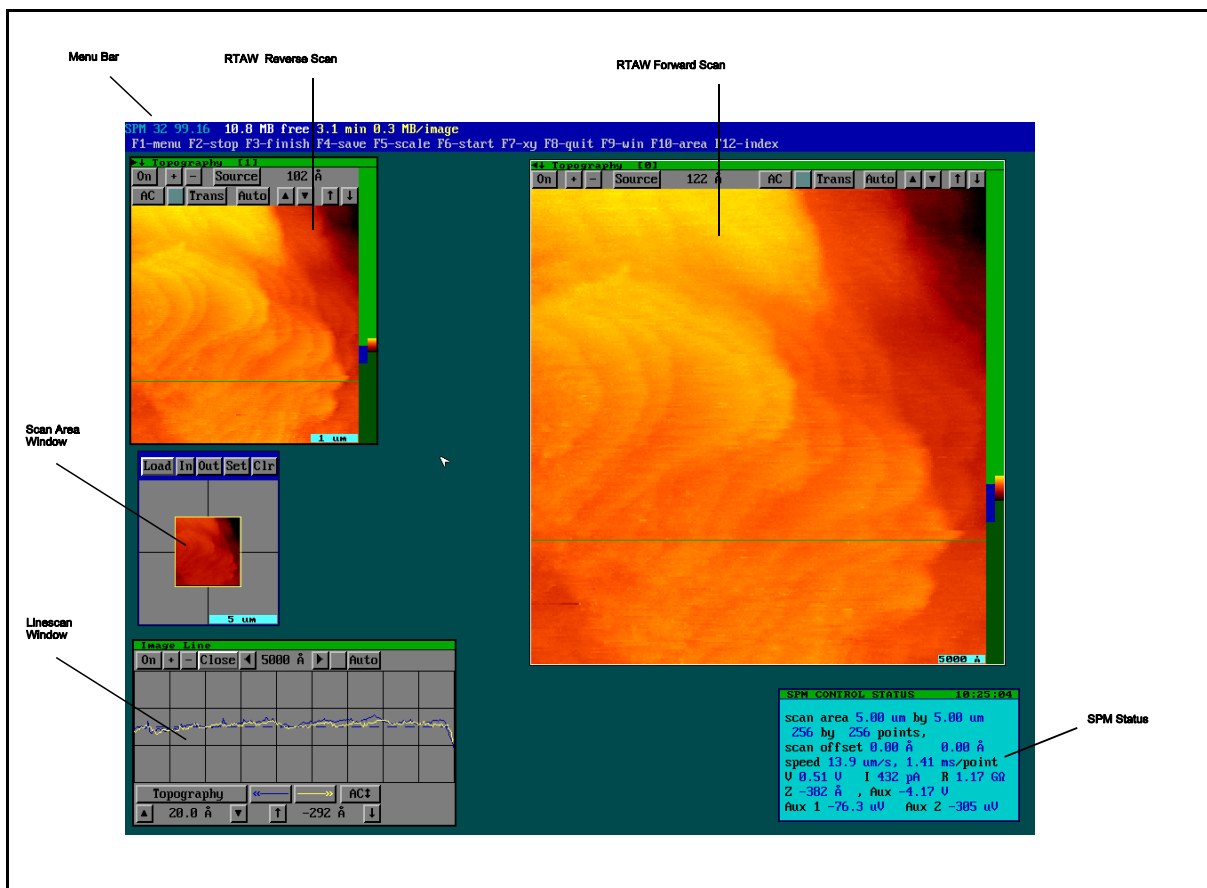 Menu Bar
RTAW Reverse Scan
RTAW Forward Scan
SPM 32 99.16 10.8 MB free 3.1 min 0.3 MB/image
F1-menu F2-stop F3-finish F4-save F5-scale F6-start F7-xy F8-quit F9-win F10-area F12-index
Topography [1]
On + - Source 102 Å
AC Trans Auto
1 um
Topography [0]
On + - Source 122 Å AC Trans Auto
5000 Å
Scan Area
Window
Load In Out Set Clr
5 um
Linescan
Window
Image Line
On + - Close 5000 Å Auto
Topography AC
20.0 Å -292 Å
SPM CONTROL STATUS 10:25:04
scan area 5.00 um by 5.00 um
256 by 256 points,
scan offset 0.00 Å 0.00 Å
speed 13.9 um/s, 1.41 ms/point
V 0.51 V I 432 pA R 1.17 GΩ
Z -382 Å , Aux -4.17 V
Aux 1 -76.3 uV Aux 2 -305 uV
SPM Status